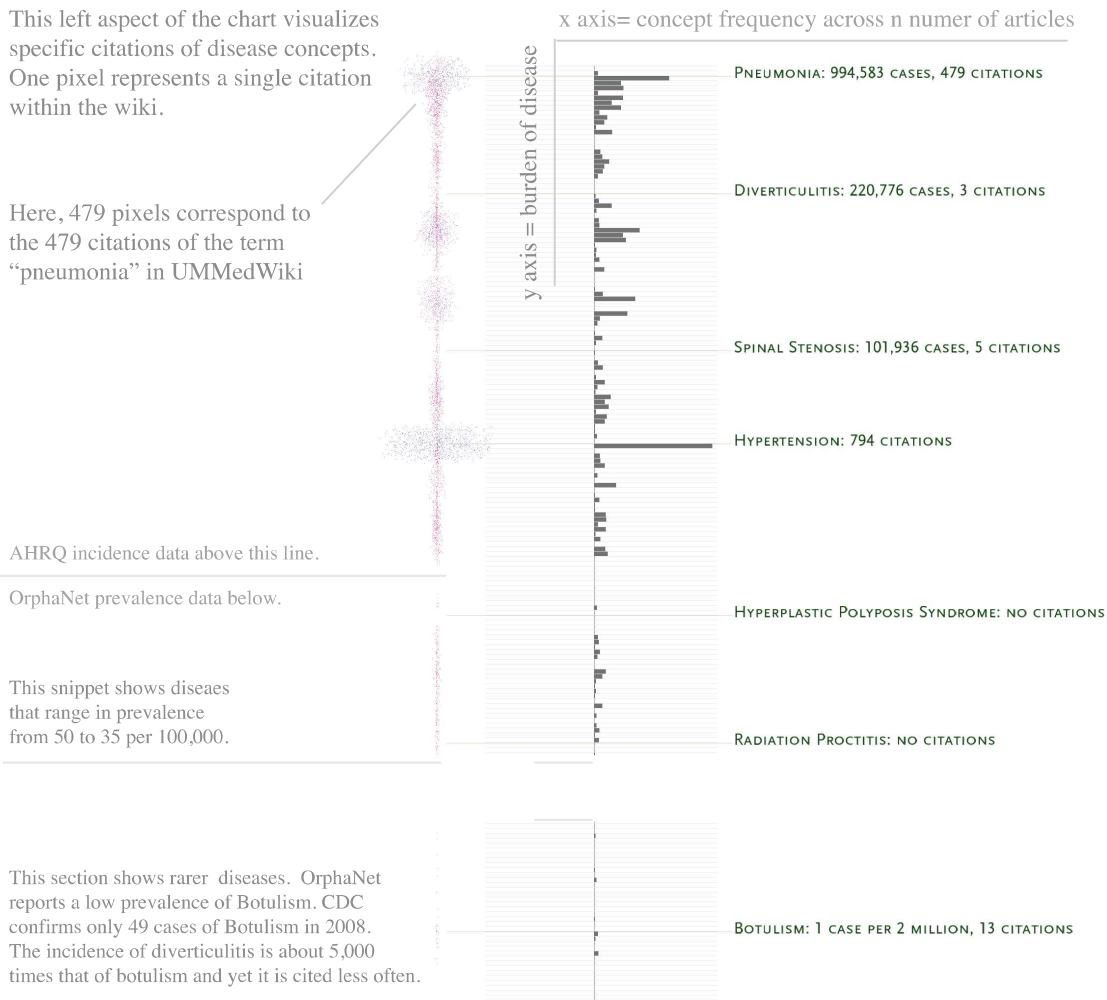 This left aspect of the chart visualizes
specific citations of disease concepts.
One pixel represents a single citation
within the wiki.
Here, 479 pixels correspond to
the 479 citations of the term
“pneumonia” in UMMedWiki
AHRQ incidence data above this line.
OrphaNet prevalence data below.
This snippet shows diseaes
that range in prevalence
from 50 to 35 per 100,000.
This section shows rarer diseases. OrphaNet
reports a low prevalence of Botulism. CDC
confirms only 49 cases of Botulism in 2008.
The incidence of diverticulitis is about 5,000
times that of botulism and yet it is cited less often.
x axis= concept frequency across n numer of articles
y axis = burden of disease
Pneumonia: 994,583 cases, 479 citations
Diverticulitis: 220,776 cases, 3 citations
Spinal Stenosis: 101,936 cases, 5 citations
Hypertension: 794 citations
Hyperplastic Polyposis Syndrome: no citations
Radiation Proctitis: no citations
Botulism: 1 case per 2 million, 13 citations